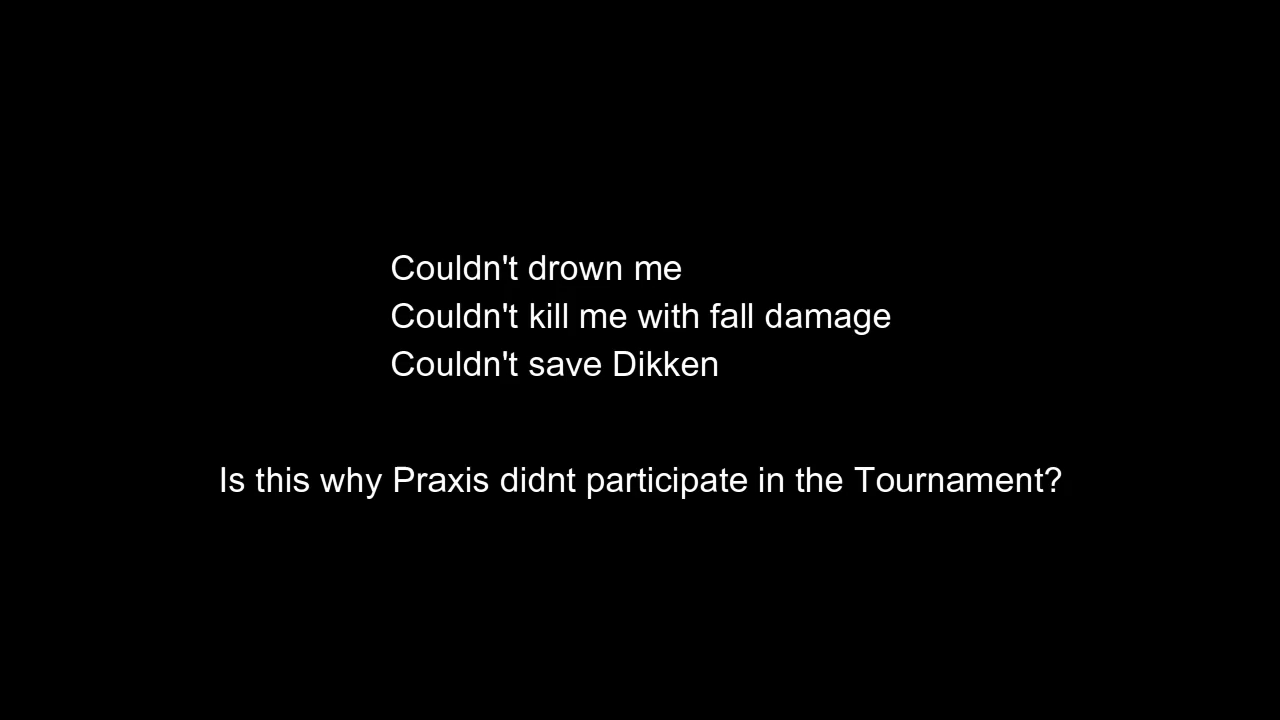 Couldn't drown me
Couldn't kill me with fall damage
Couldn't save Dikken
Is this why Praxis didnt participate in the Tournament?